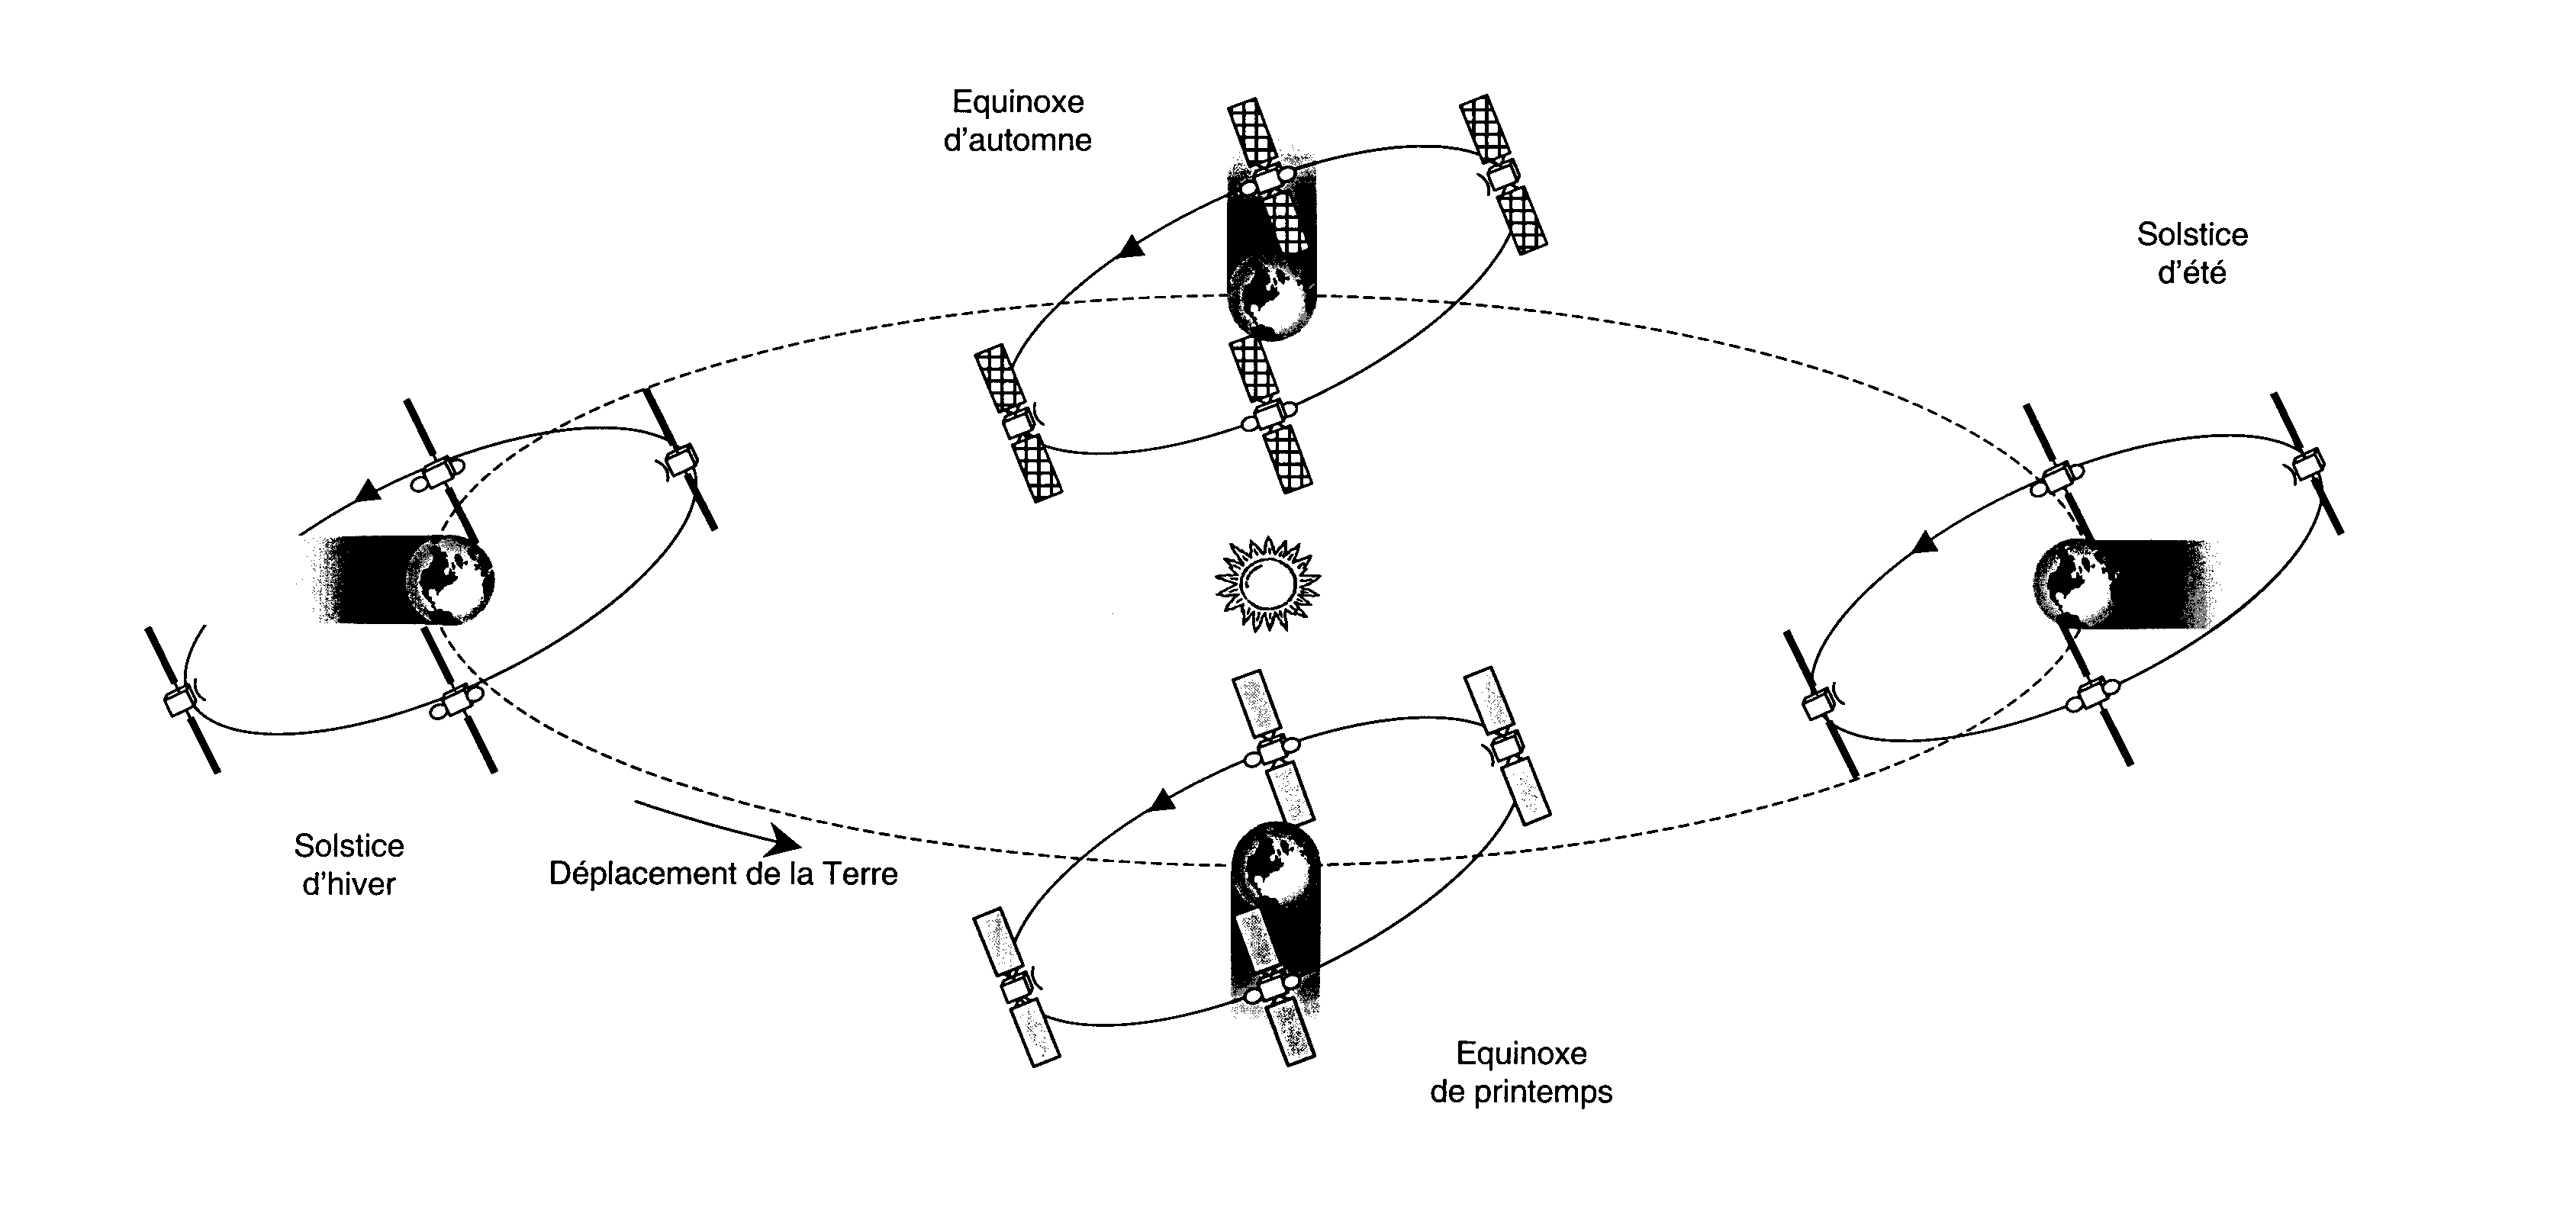 Equinoxe
d'automne
Solstice
d'été
Solstice
d'hiver
Déplacement de la Terre
Equinoxe
de printemps